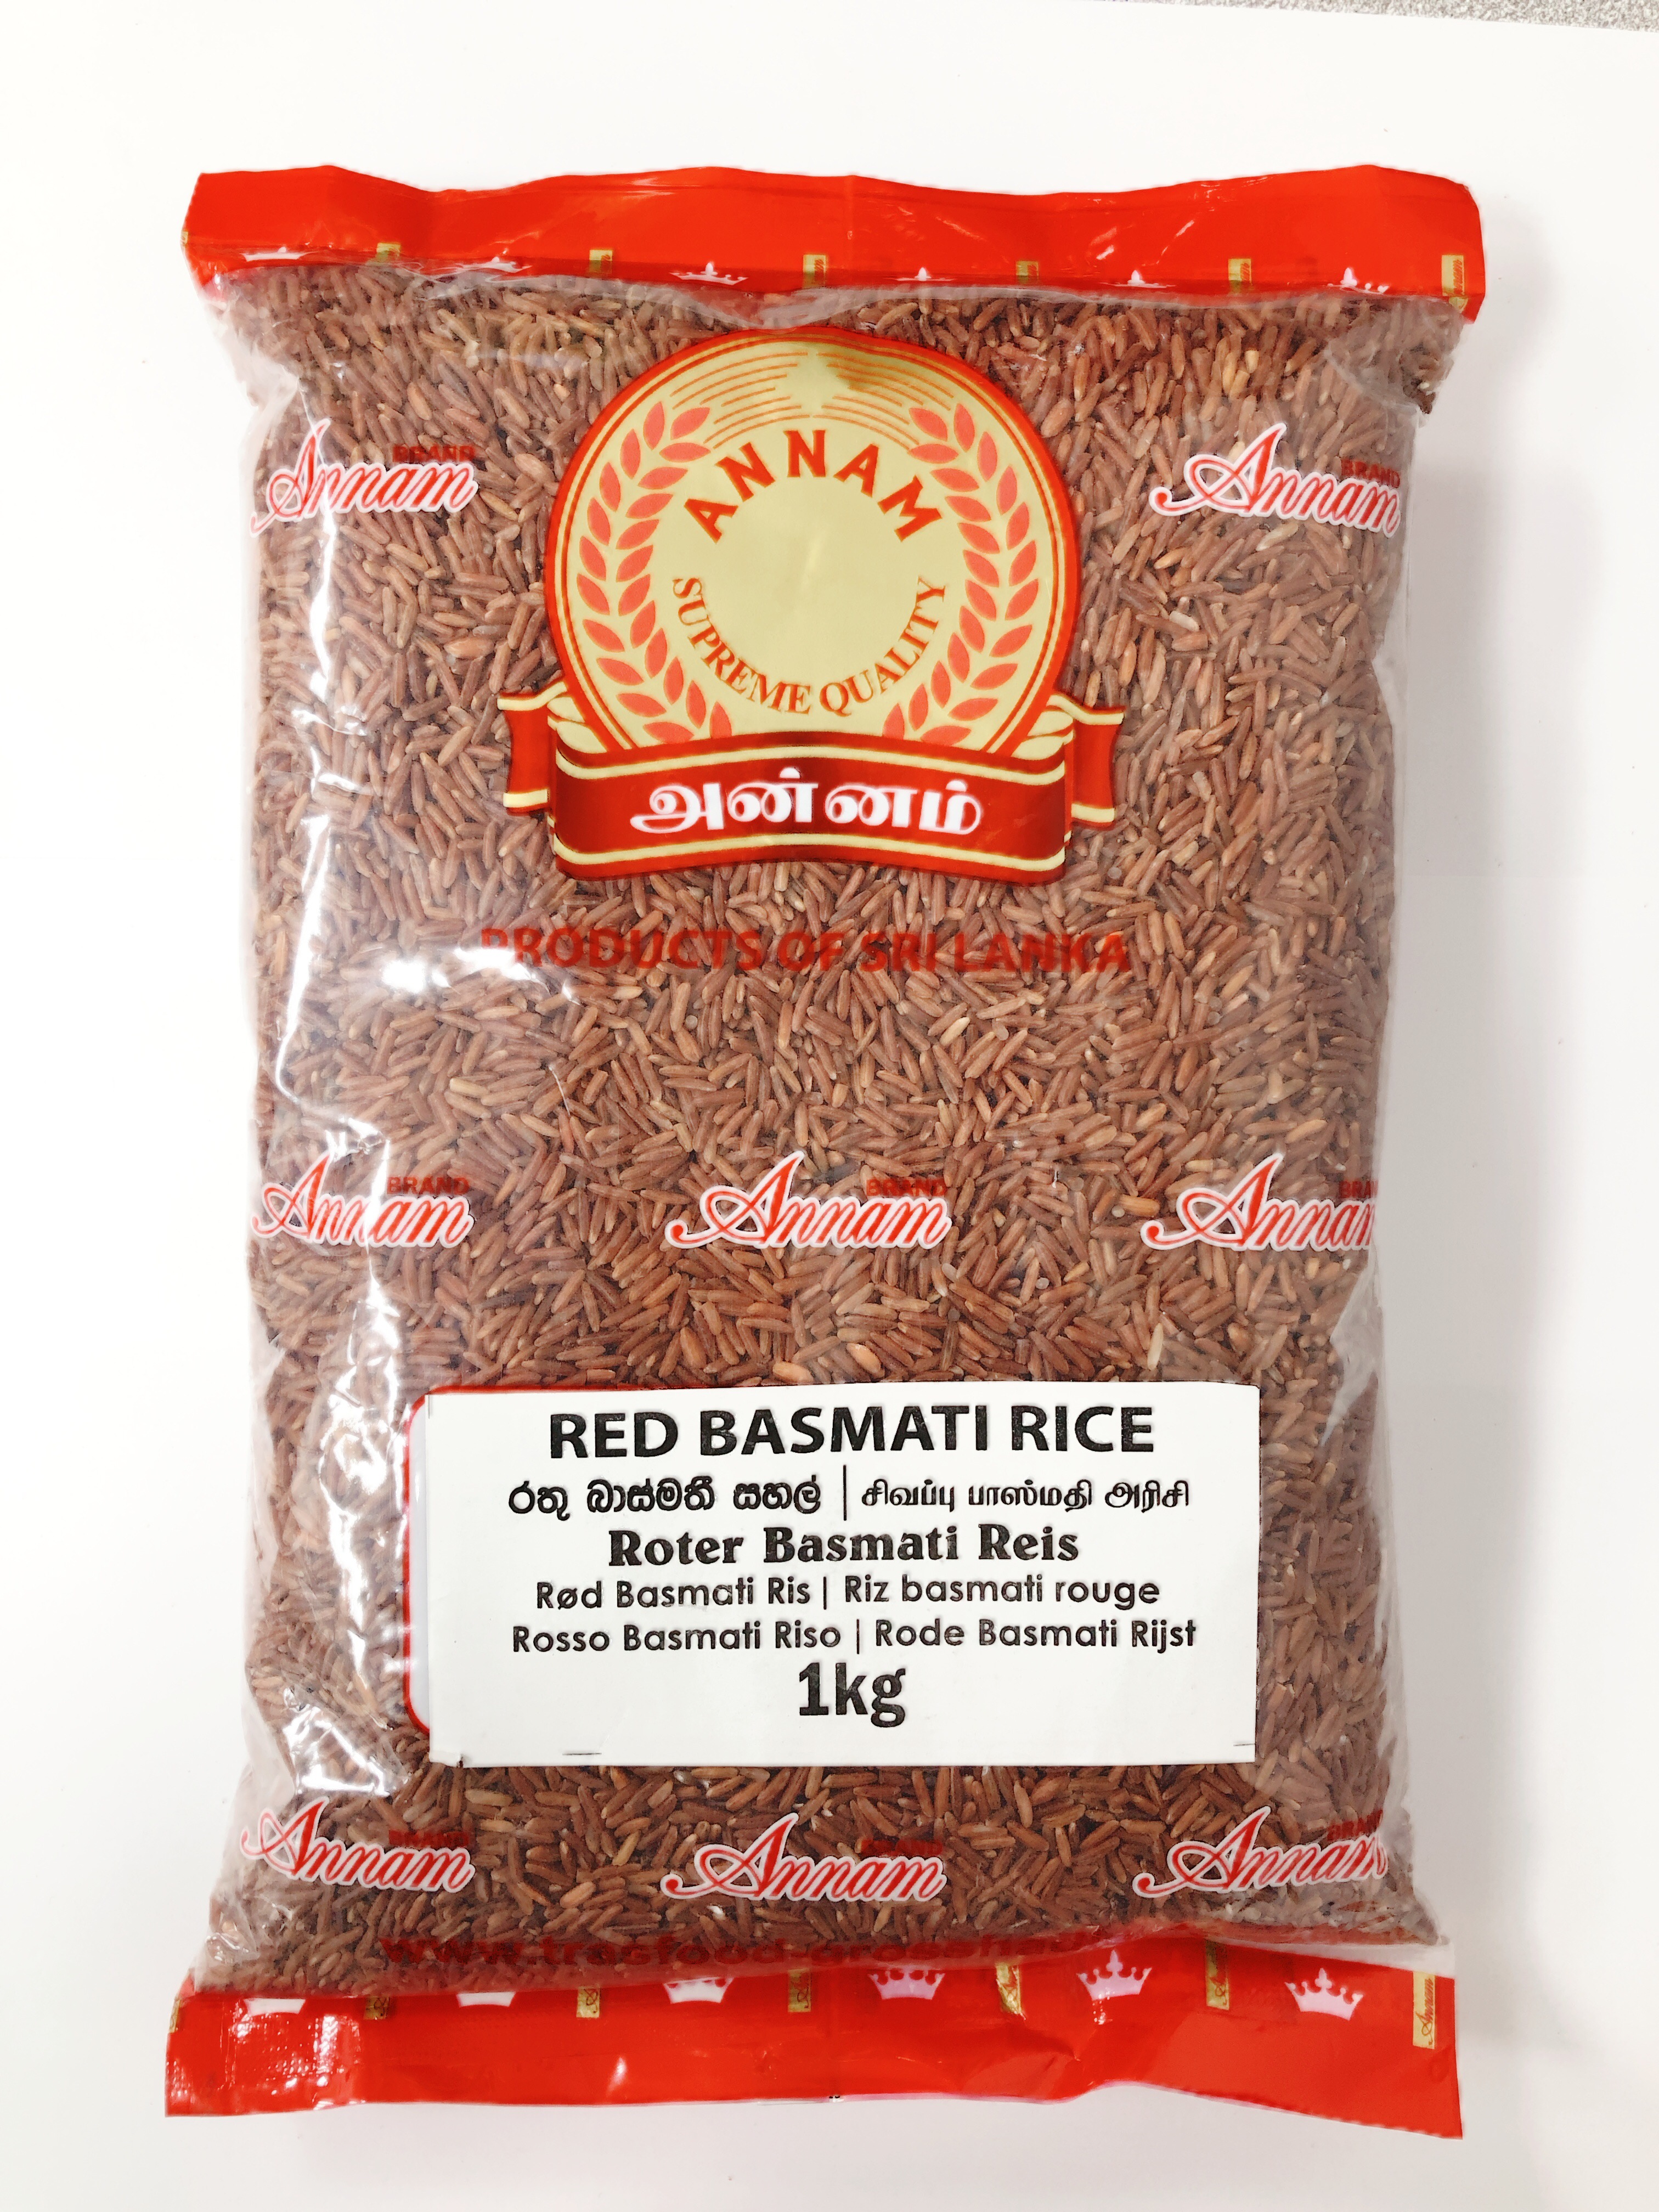 ANNAM
SUPREME QUALITY
அன்னம்
BRAND
Annam
BRAND
Annam
PRODUCTS OF SRI LANKA
BRAND
Annam
BRAND
Annam
Annam
RED BASMATI RICE
රතු බාස්මතී සහල් | சிவப்பு பாஸ்மதி அரிசி
Roter Basmati Reis
Rød Basmati Ris | Riz basmati rouge
Rosso Basmati Riso | Rode Basmati Rijst
1kg
BRAND
Annam
BRAND
Annam
BRAND
Annam